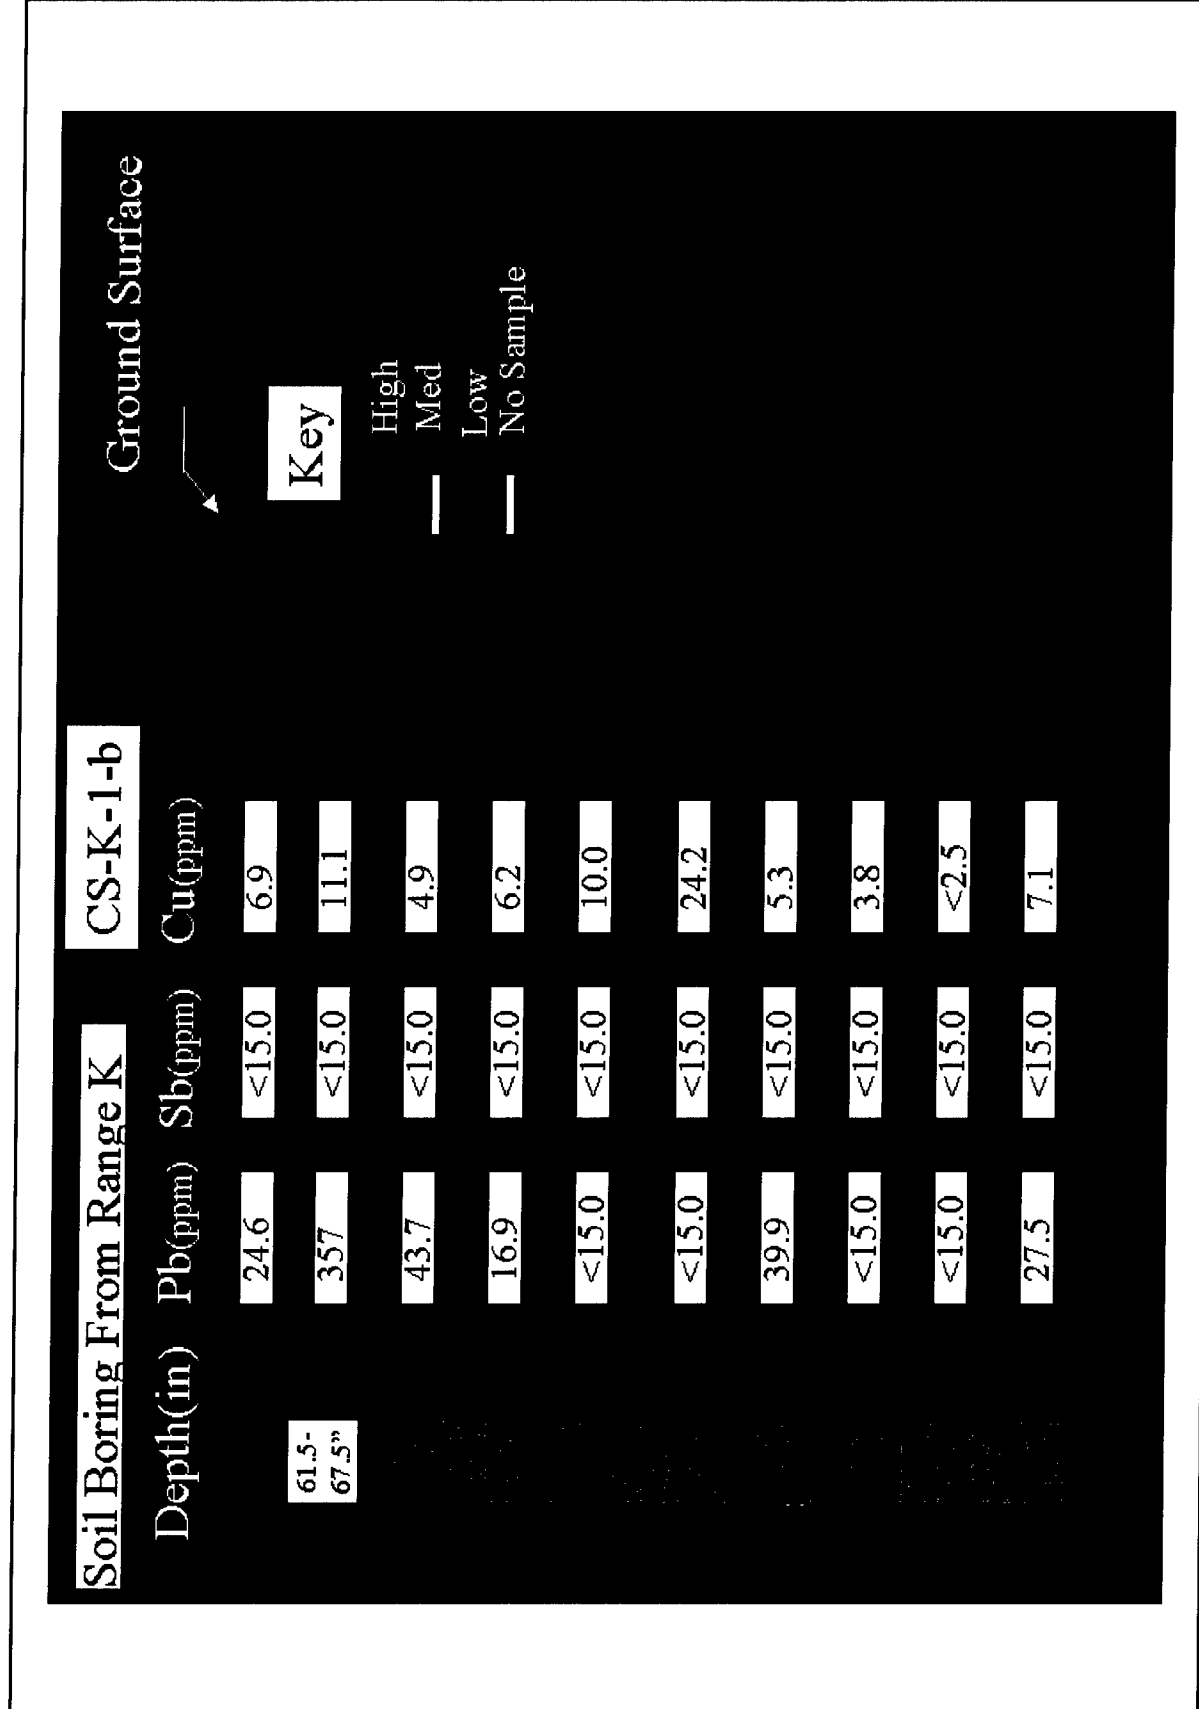 Soil Boring From Range K
CS-K-1-b
Ground Surface
Depth(in) Pb(ppm) Sb(ppm) Cu(ppm)
24.6 <15.0 6.9
61.5-
67.5”
357 <15.0 11.1
43.7 <15.0 4.9
16.9 <15.0 6.2
<15.0 <15.0 10.0
<15.0 <15.0 24.2
39.9 <15.0 5.3
<15.0 <15.0 3.8
<15.0 <15.0 <2.5
27.5 <15.0 7.1
Key
High
Med
Low
No Sample